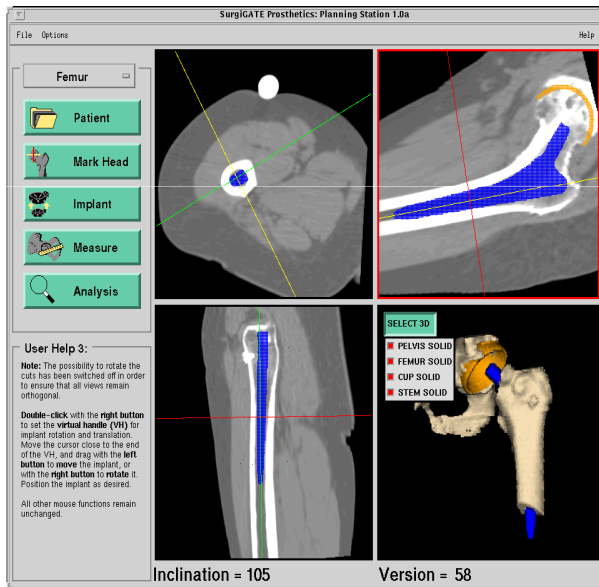 SurgiGATE Prosthetics: Planning Station 1.0a
File Options Help
Femur
Patient
Mark Head
Implant
Measure
Analysis
User Help 3:
Note: The possibility to rotate the
cuts has been switched off in order
to ensure that all views remain
orthogonal.
Double-click with the right button
to set the virtual handle (VH) for
implant rotation and translation.
Move the cursor close to the end
of the VH, and drag with the left
button to move the implant, or
with the right button to rotate it.
Position the implant as desired.
All other mouse functions remain
unchanged.
SELECT 3D
PELVIS SOLID
FEMUR SOLID
CUP SOLID
STEM SOLID
Inclination = 105
Version = 58